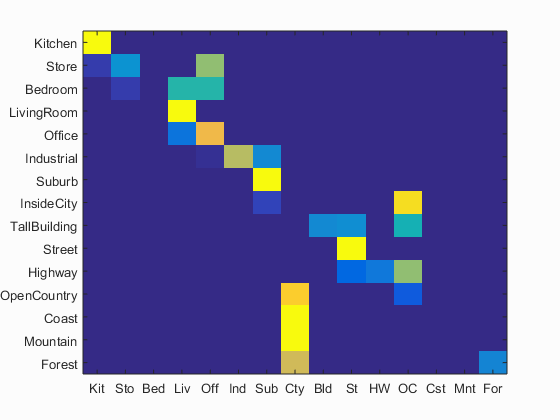 Kitchen
Store
Bedroom
LivingRoom
Office
Industrial
Suburb
InsideCity
TallBuilding
Street
Highway
OpenCountry
Coast
Mountain
Forest
Kit Sto Bed Liv Off Ind Sub Cty Bld St HW OC Cst Mnt For